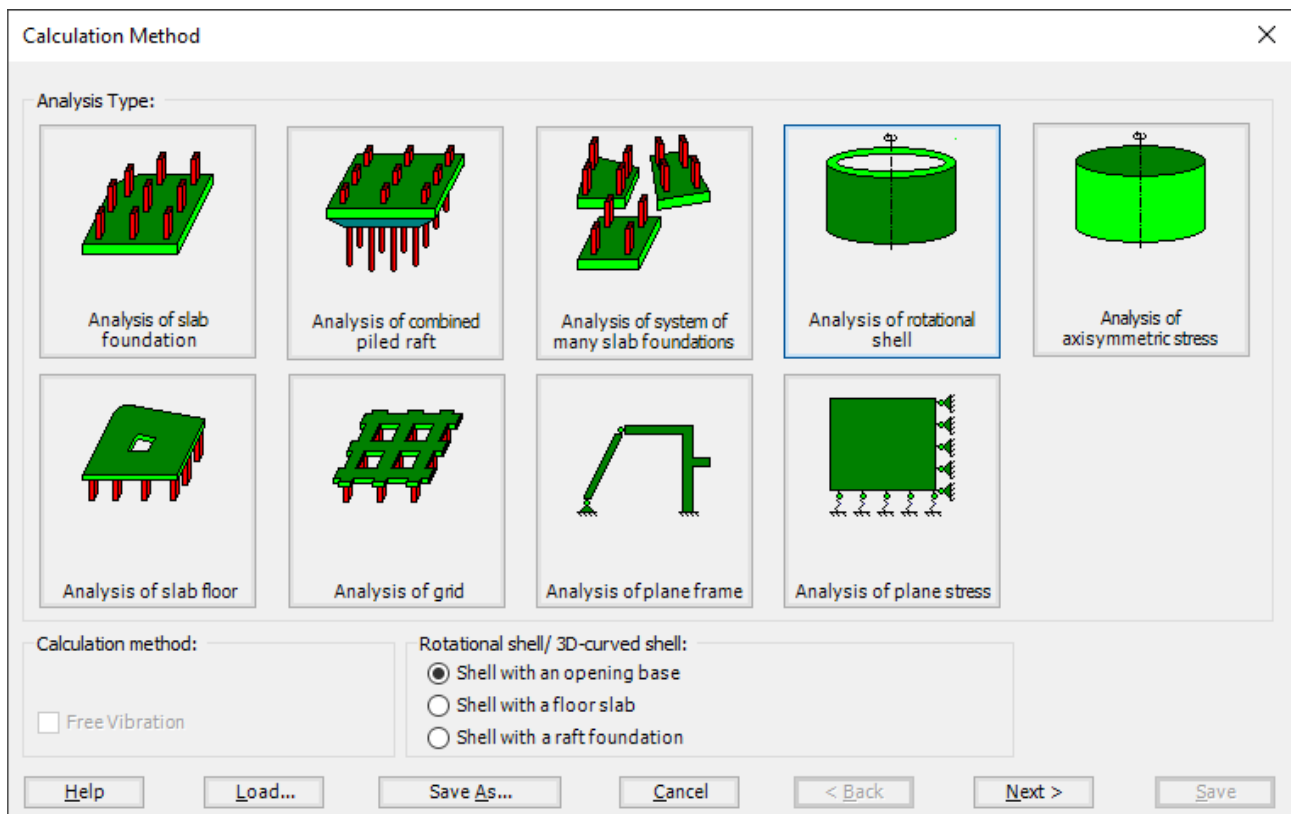 Calculation Method
Analysis Type:
Analysis of slab
foundation
Analysis of combined
piled raft
Analysis of system of
many slab foundations
Analysis of rotational
shell
Analysis of
axisymmetric stress
Analysis of slab floor
Analysis of grid
Analysis of plane frame
Analysis of plane stress
Calculation method:
Free Vibration
Rotational shell/ 3D-curved shell:
Shell with an opening base
Shell with a floor slab
Shell with a raft foundation
Help
Load...
Save As...
Cancel
< Back
Next >
Save